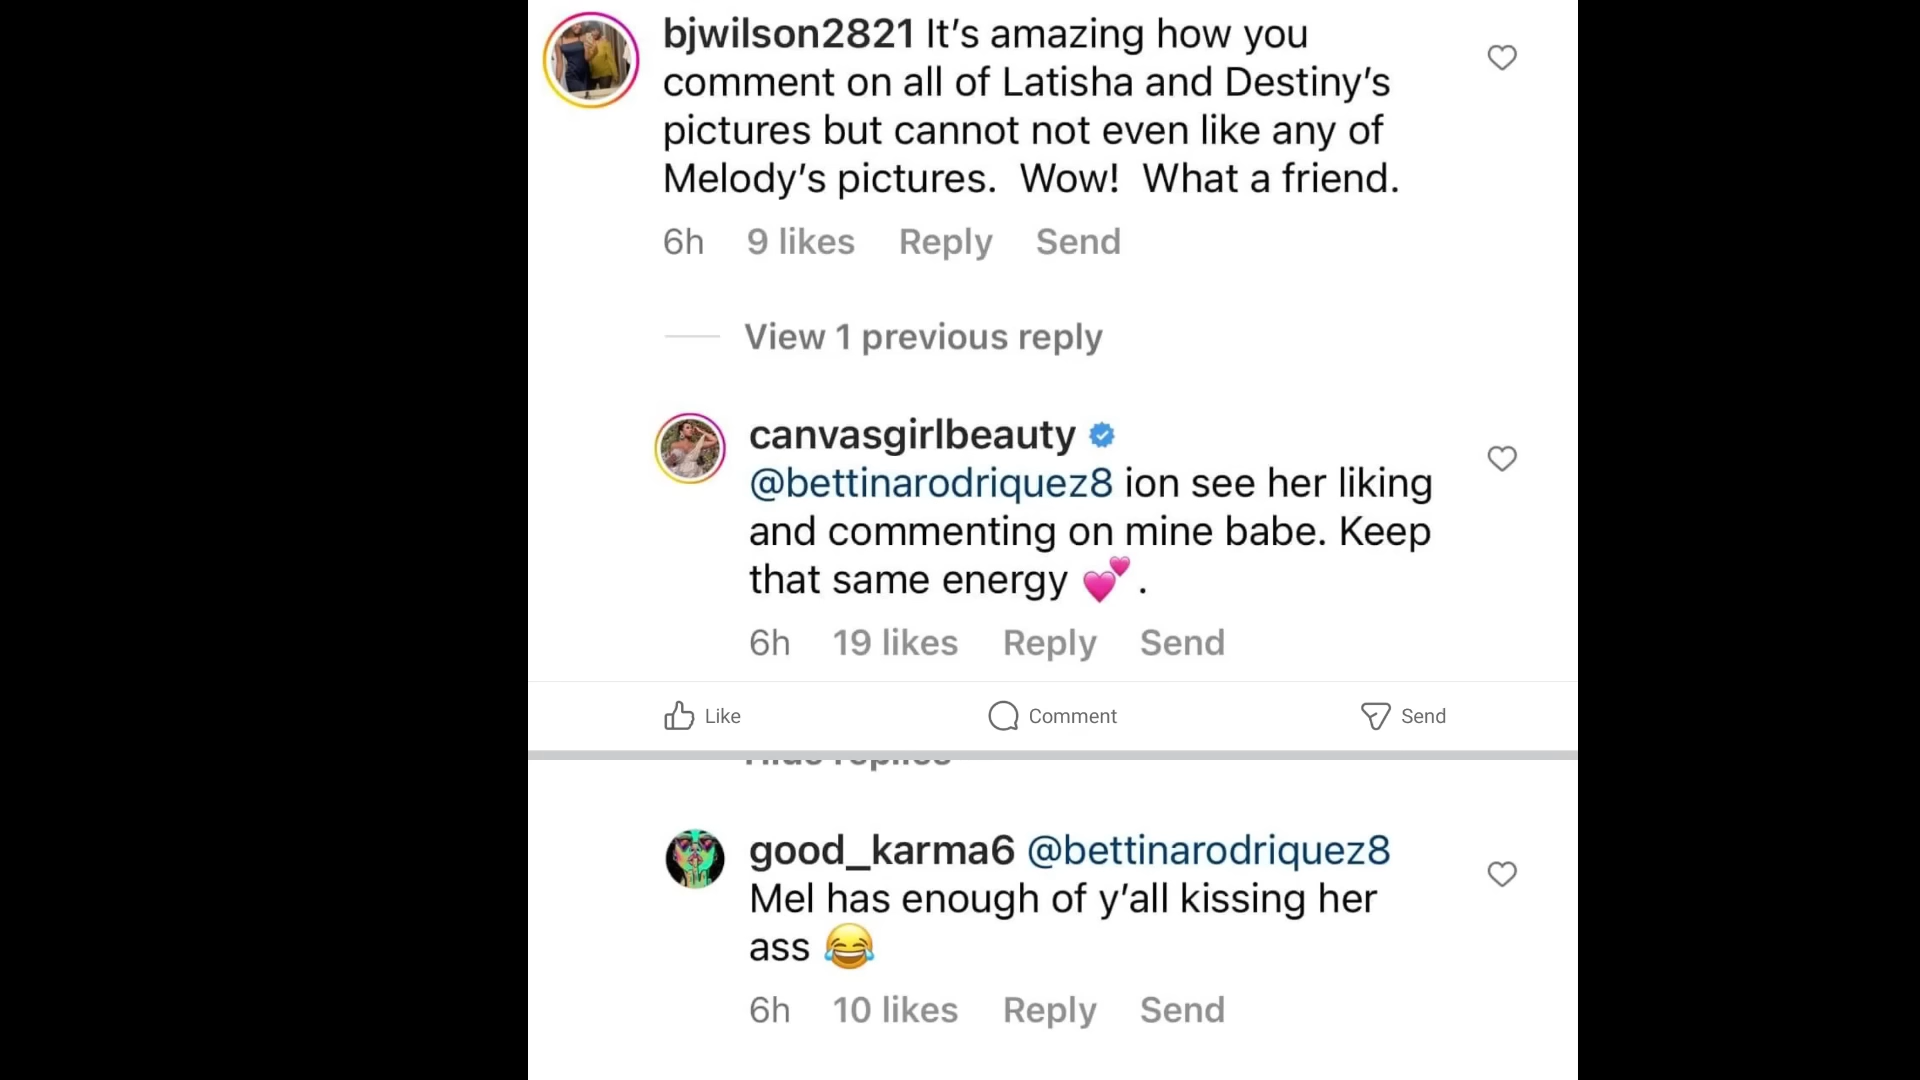 bjwilson2821 It’s amazing how you
comment on all of Latisha and Destiny’s
pictures but cannot not even like any of
Melody’s pictures.  Wow!  What a friend.
6h 9 likes Reply Send
View 1 previous reply
canvasgirlbeauty
@bettinarodriquez8 ion see her liking
and commenting on mine babe. Keep
that same energy 💕 .
6h 19 likes Reply Send
Like Comment Send
Hide replies
good_karma6 @bettinarodriquez8
Mel has enough of y’all kissing her
ass 😂
6h 10 likes Reply Send